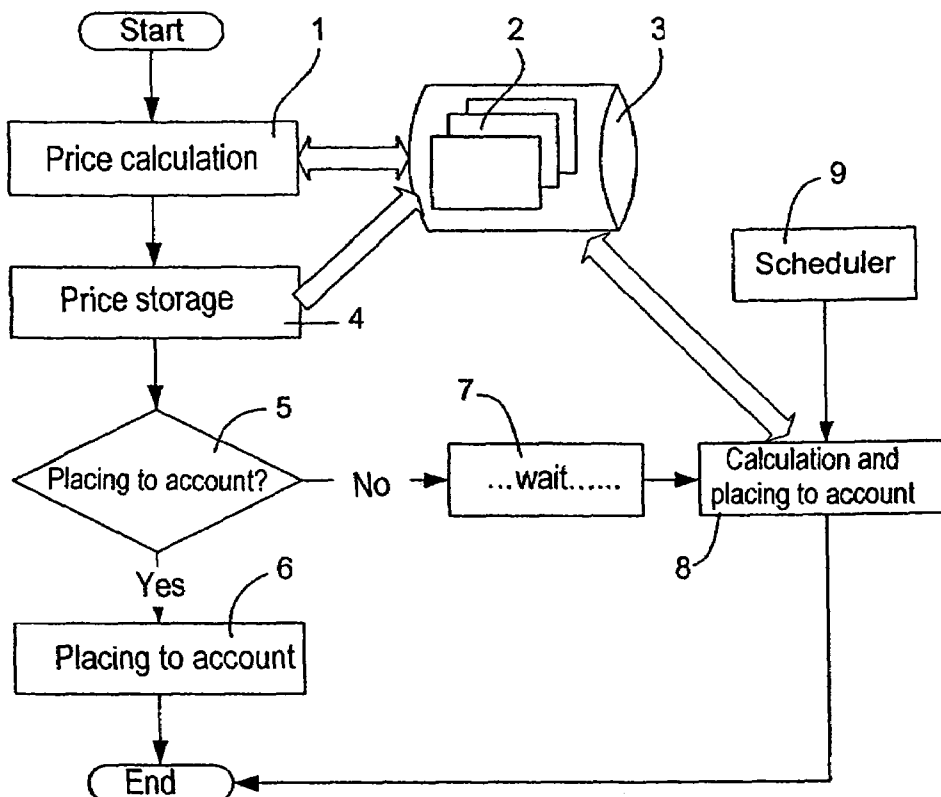 Start
1
2
3
Price calculation
9
Scheduler
Price storage
4
5
7
Placing to account?
No
...wait......
Calculation and
placing to account
8
Yes
6
Placing to account
End